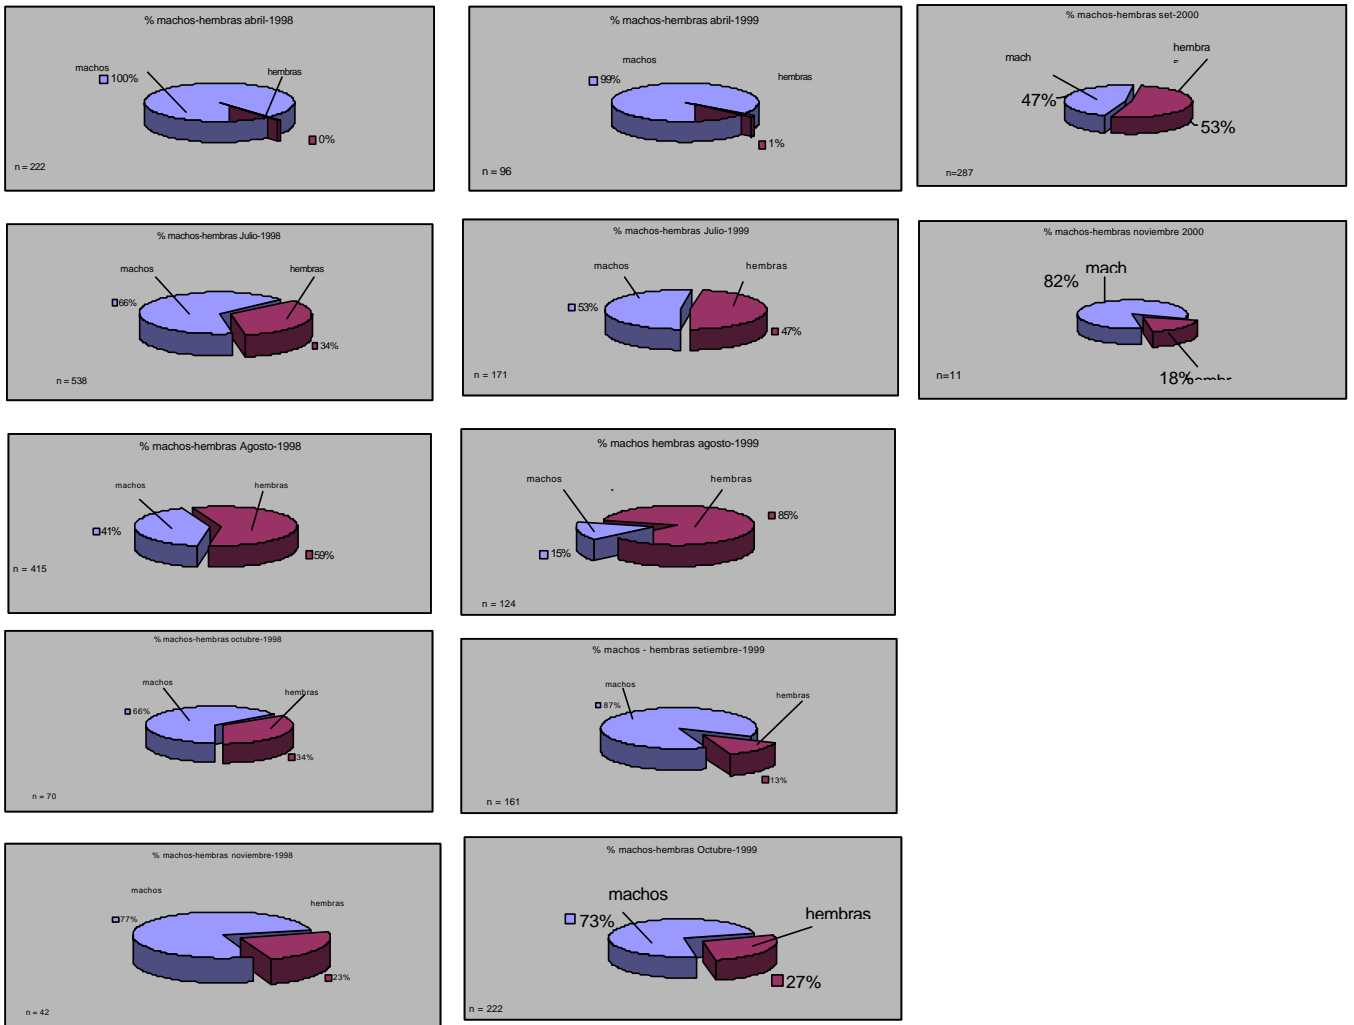 % machos-hembras abril-1998
machos
100%
hembras
0%
n = 222
% machos-hembras abril-1999
machos
99%
hembras
1%
n = 96
% machos-hembras set-2000
mach
hembra
s
47%
53%
n=287
% machos-hembras Julio-1998
machos
hembras
66%
34%
n = 538
% machos-hembras Julio-1999
machos
hembras
53%
47%
n = 171
% machos-hembras noviembre 2000
mach
82%
18%
n=11
% machos-hembras Agosto-1998
machos
hembras
41%
59%
n = 415
% machos hembras agosto-1999
machos
hembras
85%
15%
n = 124
% machos-hembras octubre-1998
machos
hembras
66%
34%
n = 70
% machos - hembras setiembre-1999
machos
hembras
87%
13%
n = 161
% machos-hembras noviembre-1998
machos
hembras
77%
23%
n = 42
% machos-hembras Octubre-1999
machos
hembras
73%
27%
n = 222